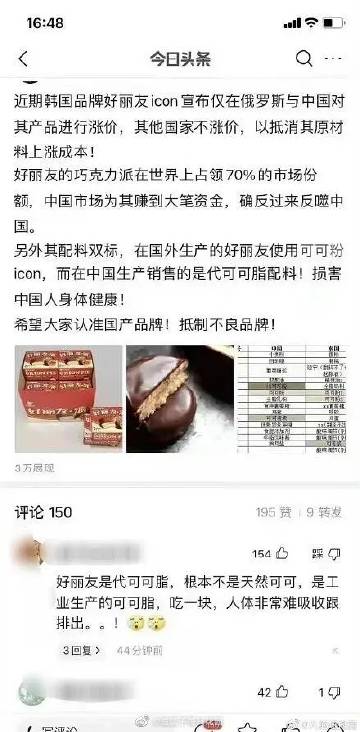 16:48
今日头条
近期韩国品牌好丽友icon宣布仅在俄罗斯与中国对
其产品进行涨价，其他国家不涨价，以抵消其原材
料上涨成本！
好丽友的巧克力派在世界上占领70%的市场份
额，中国市场为其赚到大笔资金，确反过来反噬中
国。
另外其配料双标，在国外生产的好丽友使用可可粉
icon，而在中国生产销售的是代可可脂配料！损害
中国人身体健康！
希望大家认准国产品牌！抵制不良品牌！
好丽友·派
3万展现
评论 150
195 赞 9 转发
154 踩
好丽友是代可可脂，根本不是天然可可，是工
业生产的可可脂，吃一块，人体非常难吸收跟
排出。。！
3回复 44分钟前
42 1
写评论